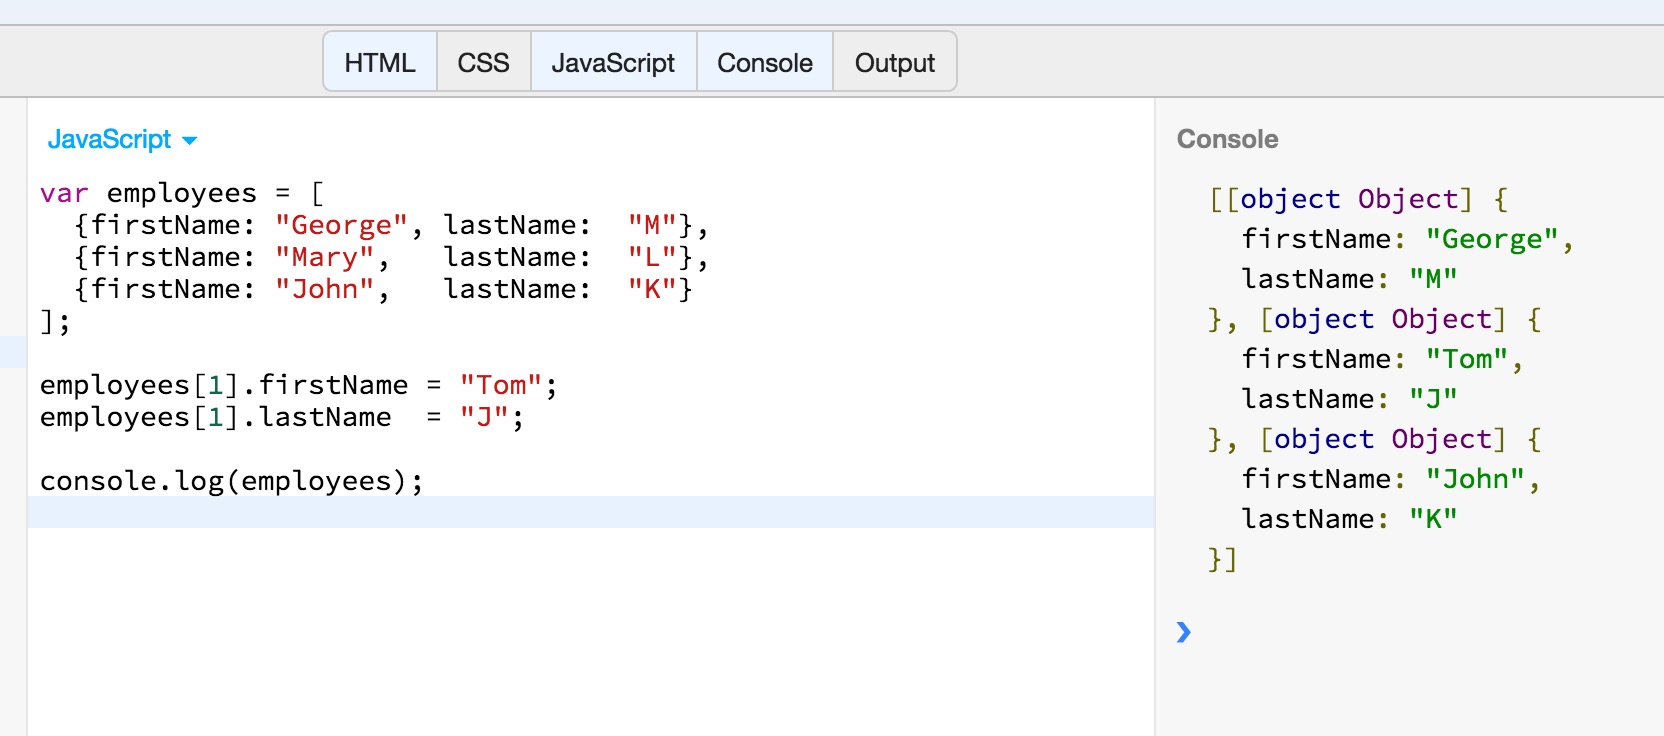 HTML CSS JavaScript Console Output
JavaScript
var employees = [
  {firstName: "George", lastName:  "M"},
  {firstName: "Mary",   lastName:  "L"},
  {firstName: "John",   lastName:  "K"}
];
employees[1].firstName = "Tom";
employees[1].lastName  = "J";
console.log(employees);
Console
[[object Object] {
  firstName: "George",
  lastName: "M"
}, [object Object] {
  firstName: "Tom",
  lastName: "J"
}, [object Object] {
  firstName: "John",
  lastName: "K"
}]